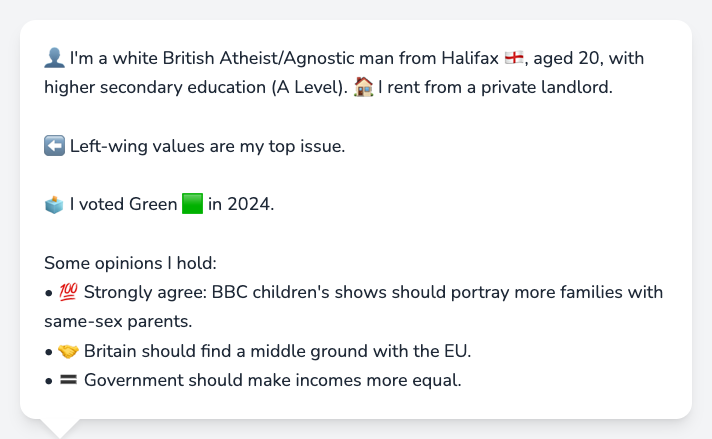 👤 I'm a white British Atheist/Agnostic man from Halifax 🏴󠁧󠁢󠁥󠁮󠁧󠁿, aged 20, with
higher secondary education (A Level). 🏠 I rent from a private landlord.
⬅️ Left-wing values are my top issue.
🗳️ I voted Green 🟩 in 2024.
Some opinions I hold:
• 💯 Strongly agree: BBC children's shows should portray more families with
same-sex parents.
• 🤝 Britain should find a middle ground with the EU.
• 🟰 Government should make incomes more equal.